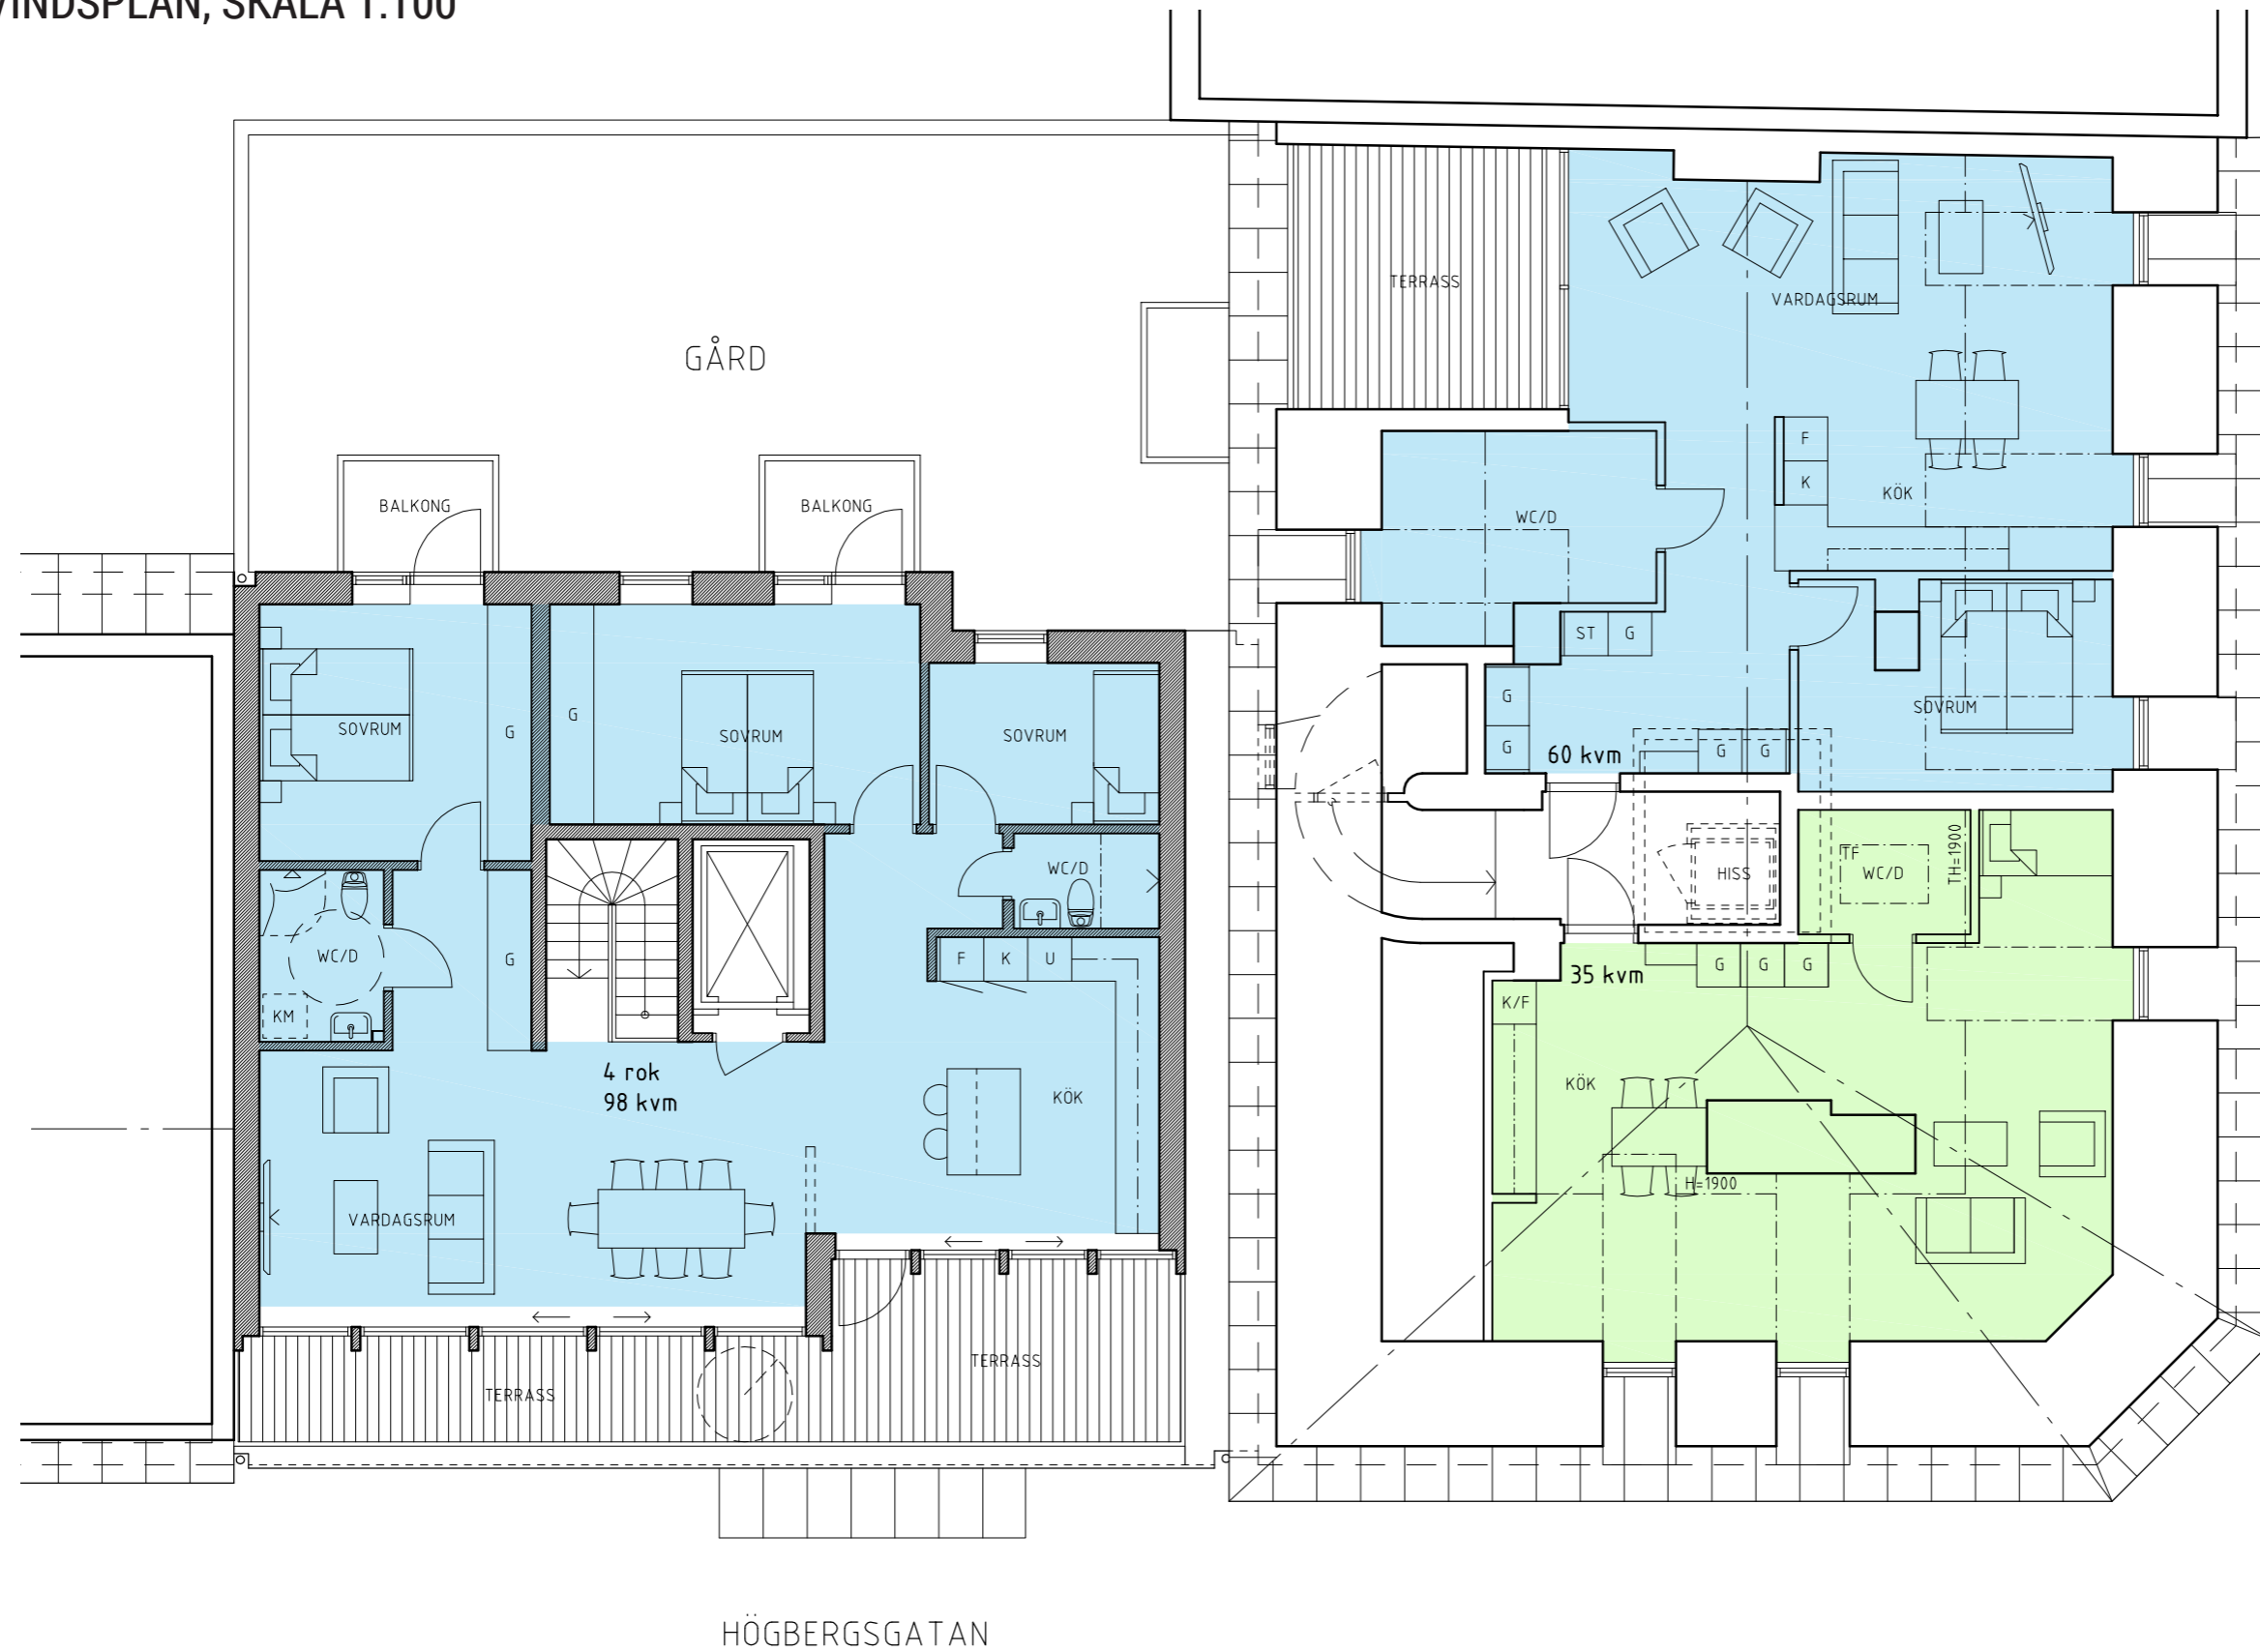 VINDSPLAN, SKALA 1:100
GÅRD
TERRASS
VARDAGSRUM
F
K
KÖK
WC/D
ST
G
G
G
SOVRUM
60 kvm
G
G
HISS
TF
WC/D
TH=1900
35 kvm
G
G
G
K/F
KÖK
H=1900
BALKONG
BALKONG
SOVRUM
G
G
SOVRUM
SOVRUM
WC/D
WC/D
KM
G
F
K
U
4 rok
98 kvm
KÖK
VARDAGSRUM
TERRASS
TERRASS
HÖGBERGSGATAN